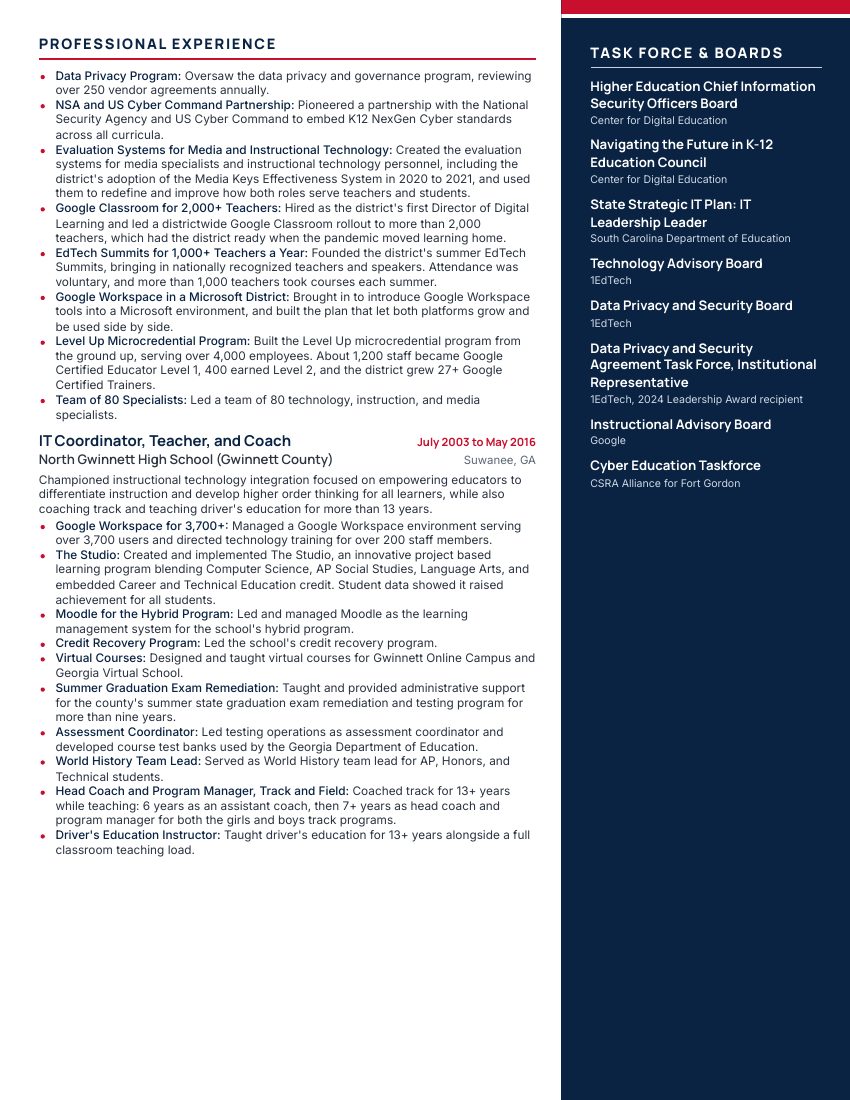 PROFESSIONAL EXPERIENCE
• Data Privacy Program: Oversaw the data privacy and governance program, reviewing
over 250 vendor agreements annually.
• NSA and US Cyber Command Partnership: Pioneered a partnership with the National
Security Agency and US Cyber Command to embed K12 NexGen Cyber standards
across all curricula.
• Evaluation Systems for Media and Instructional Technology: Created the evaluation
systems for media specialists and instructional technology personnel, including the
district's adoption of the Media Keys Effectiveness System in 2020 to 2021, and used
them to redefine and improve how both roles serve teachers and students.
• Google Classroom for 2,000+ Teachers: Hired as the district's first Director of Digital
Learning and led a districtwide Google Classroom rollout to more than 2,000
teachers, which had the district ready when the pandemic moved learning home.
• EdTech Summits for 1,000+ Teachers a Year: Founded the district's summer EdTech
Summits, bringing in nationally recognized teachers and speakers. Attendance was
voluntary, and more than 1,000 teachers took courses each summer.
• Google Workspace in a Microsoft District: Brought in to introduce Google Workspace
tools into a Microsoft environment, and built the plan that let both platforms grow and
be used side by side.
• Level Up Microcredential Program: Built the Level Up microcredential program from
the ground up, serving over 4,000 employees. About 1,200 staff became Google
Certified Educator Level 1, 400 earned Level 2, and the district grew 27+ Google
Certified Trainers.
• Team of 80 Specialists: Led a team of 80 technology, instruction, and media
specialists.
IT Coordinator, Teacher, and Coach July 2003 to May 2016
North Gwinnett High School (Gwinnett County) Suwanee, GA
Championed instructional technology integration focused on empowering educators to
differentiate instruction and develop higher order thinking for all learners, while also
coaching track and teaching driver's education for more than 13 years.
• Google Workspace for 3,700+: Managed a Google Workspace environment serving
over 3,700 users and directed technology training for over 200 staff members.
• The Studio: Created and implemented The Studio, an innovative project based
learning program blending Computer Science, AP Social Studies, Language Arts, and
embedded Career and Technical Education credit. Student data showed it raised
achievement for all students.
• Moodle for the Hybrid Program: Led and managed Moodle as the learning
management system for the school's hybrid program.
• Credit Recovery Program: Led the school's credit recovery program.
• Virtual Courses: Designed and taught virtual courses for Gwinnett Online Campus and
Georgia Virtual School.
• Summer Graduation Exam Remediation: Taught and provided administrative support
for the county's summer state graduation exam remediation and testing program for
more than nine years.
• Assessment Coordinator: Led testing operations as assessment coordinator and
developed course test banks used by the Georgia Department of Education.
• World History Team Lead: Served as World History team lead for AP, Honors, and
Technical students.
• Head Coach and Program Manager, Track and Field: Coached track for 13+ years
while teaching: 6 years as an assistant coach, then 7+ years as head coach and
program manager for both the girls and boys track programs.
• Driver's Education Instructor: Taught driver's education for 13+ years alongside a full
classroom teaching load.
TASK FORCE & BOARDS
Higher Education Chief Information
Security Officers Board
Center for Digital Education
Navigating the Future in K-12
Education Council
Center for Digital Education
State Strategic IT Plan: IT
Leadership Leader
South Carolina Department of Education
Technology Advisory Board
1EdTech
Data Privacy and Security Board
1EdTech
Data Privacy and Security
Agreement Task Force, Institutional
Representative
1EdTech, 2024 Leadership Award recipient
Instructional Advisory Board
Google
Cyber Education Taskforce
CSRA Alliance for Fort Gordon